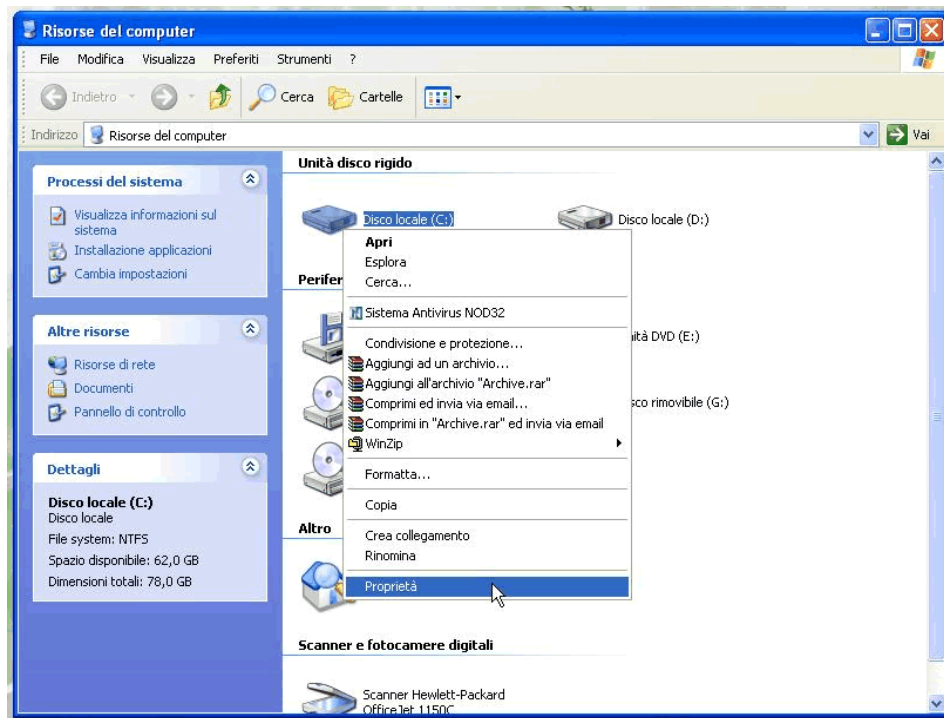 Risorse del computer
File Modifica Visualizza Preferiti Strumenti ?
Indietro Cerca Cartelle
Indirizzo Risorse del computer Vai
Processi del sistema
Visualizza informazioni sul
sistema
Installazione applicazioni
Cambia impostazioni
Altre risorse
Risorse di rete
Documenti
Pannello di controllo
Dettagli
Disco locale (C:)
Disco locale
File system: NTFS
Spazio disponibile: 62,0 GB
Dimensioni totali: 78,0 GB
Unità disco rigido
Disco locale (C:) Disco locale (D:)
Perifer
ità DVD (E:)
sco rimovibile (G:)
Apri
Esplora
Cerca...
Sistema Antivirus NOD32
Condivisione e protezione...
Aggiungi ad un archivio...
Aggiungi all'archivio "Archive.rar"
Comprimi ed invia via email...
Comprimi in "Archive.rar" ed invia via email
WinZip
Formatta...
Copia
Crea collegamento
Rinomina
Proprietà
Altro
Scanner e fotocamere digitali
Scanner Hewlett-Packard
OfficeJet 1150C